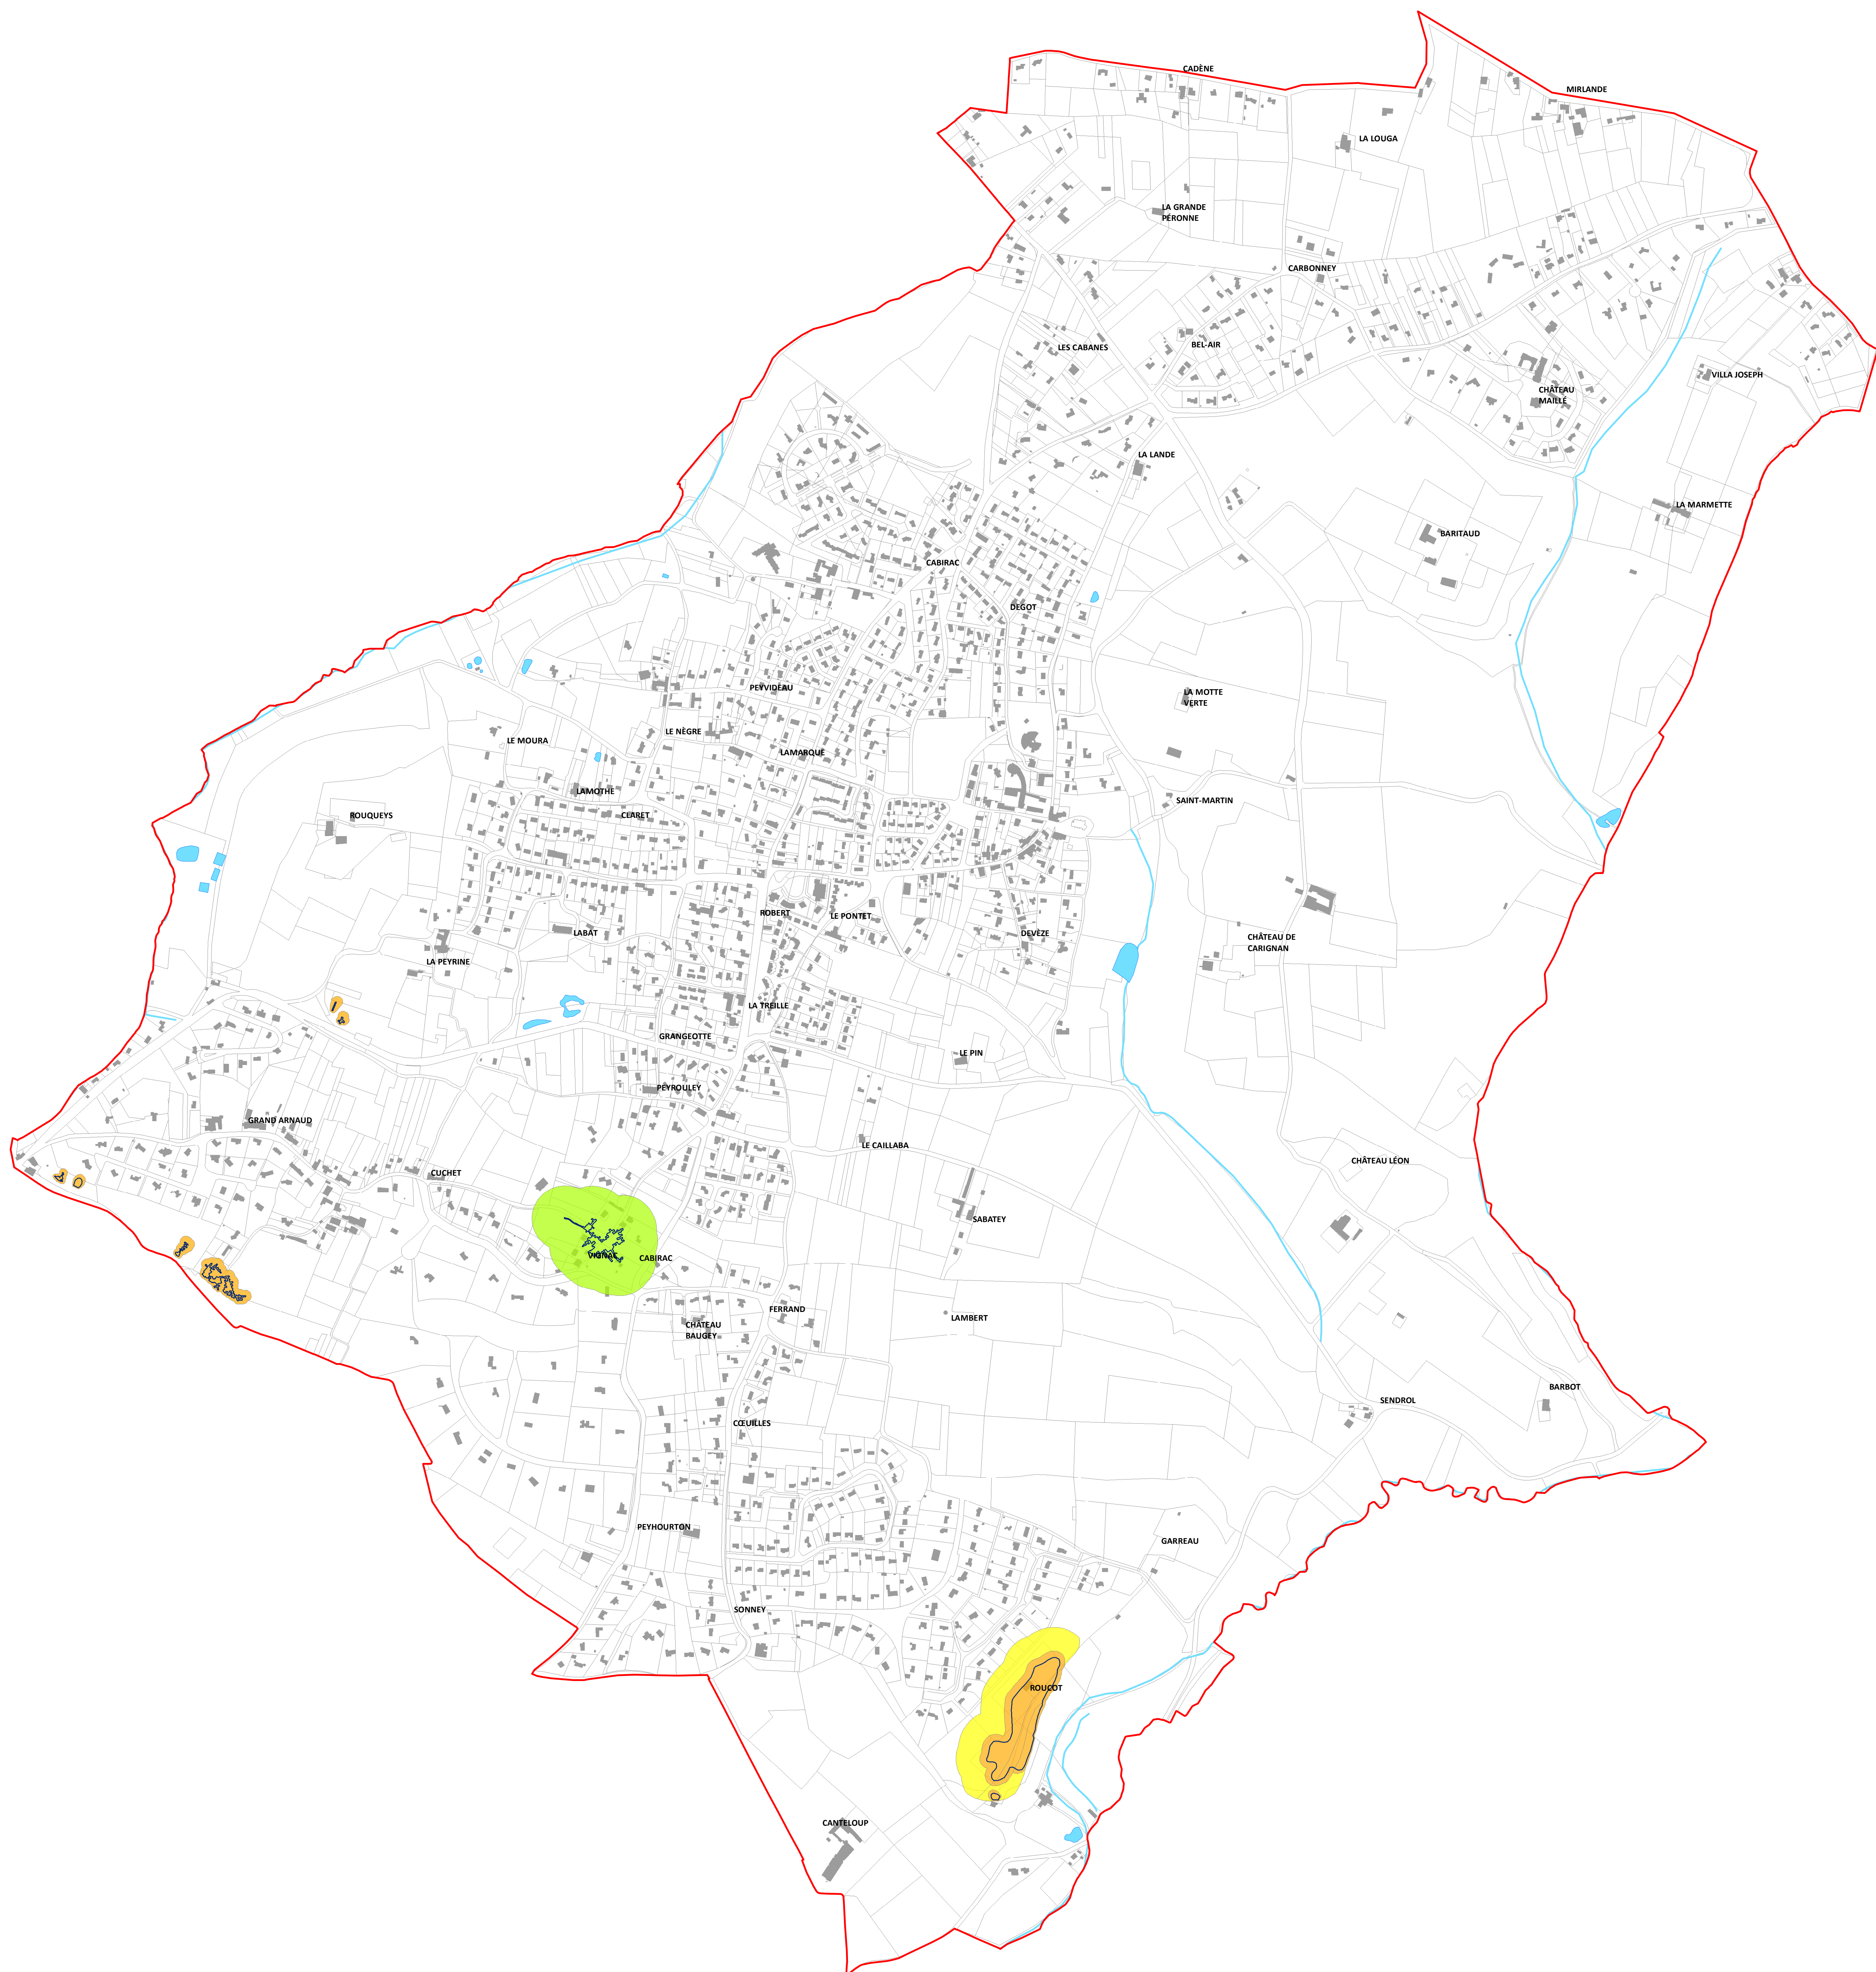 CADÈNE
MIRLANDE
LA LOUGA
LA GRANDE
PÉRONNE
CARBONNEY
BEL-AIR
LES CABANES
VILLA JOSEPH
CHÂTEAU
MAILLÉ
LA LANDE
LA MARMETTE
BARITAUD
CABIRAC
DEGOT
PEYVIDEAU
LA MOTTE
VERTE
LE NÈGRE
LE MOURA
LAMARQUE
LAMOTHE
SAINT-MARTIN
ROUQUEYS
CLARET
ROBERT
LE PONTET
LABAT
DEVÈZE
CHÂTEAU DE
CARIGNAN
LA PEYRINE
LA TREILLE
GRANGEOTTE
LE PIN
PEYROULEY
GRAND ARNAUD
LE CAILLABA
CHÂTEAU LÉON
CUCHET
SABATEY
VIGNAC
CABIRAC
FERRAND
LAMBERT
CHÂTEAU
BAUGEY
BARBOT
SENDROL
CŒUILLES
PEYHOURTON
GARREAU
SONNEY
ROUCOT
CANTELOUP